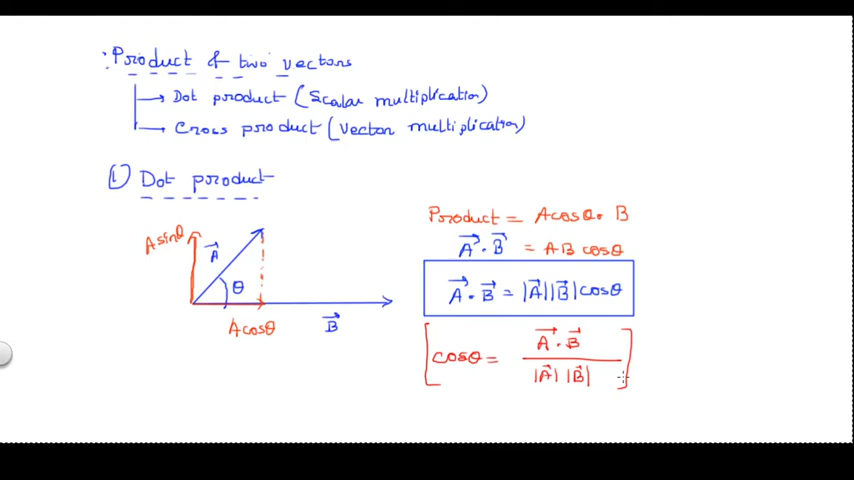 :Product of two vectors
→ Dot product (Scalar multiplication)
→ Cross product (Vector multiplication)
① Dot product
A sinθ
A⃗
θ
A cosθ
B⃗
Product = A cosθ . B
A⃗ . B⃗ = A B cosθ
A⃗ . B⃗ = |A⃗||B⃗| cosθ
[cosθ = A⃗ . B⃗ / |A⃗| |B⃗|]